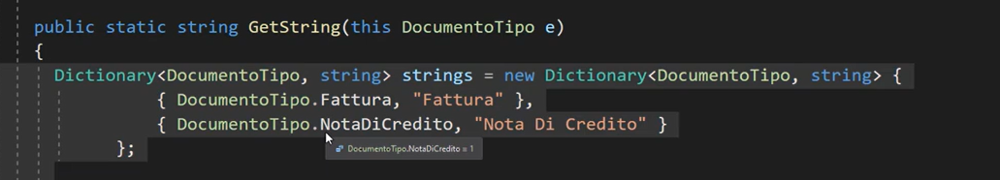 public static string GetString(this DocumentoTipo e)
{
Dictionary<DocumentoTipo, string> strings = new Dictionary<DocumentoTipo, string> {
{ DocumentoTipo.Fattura, "Fattura" },
{ DocumentoTipo.NotaDiCredito, "Nota Di Credito" }
DocumentoTipo.NotaDiCredito = 1
};